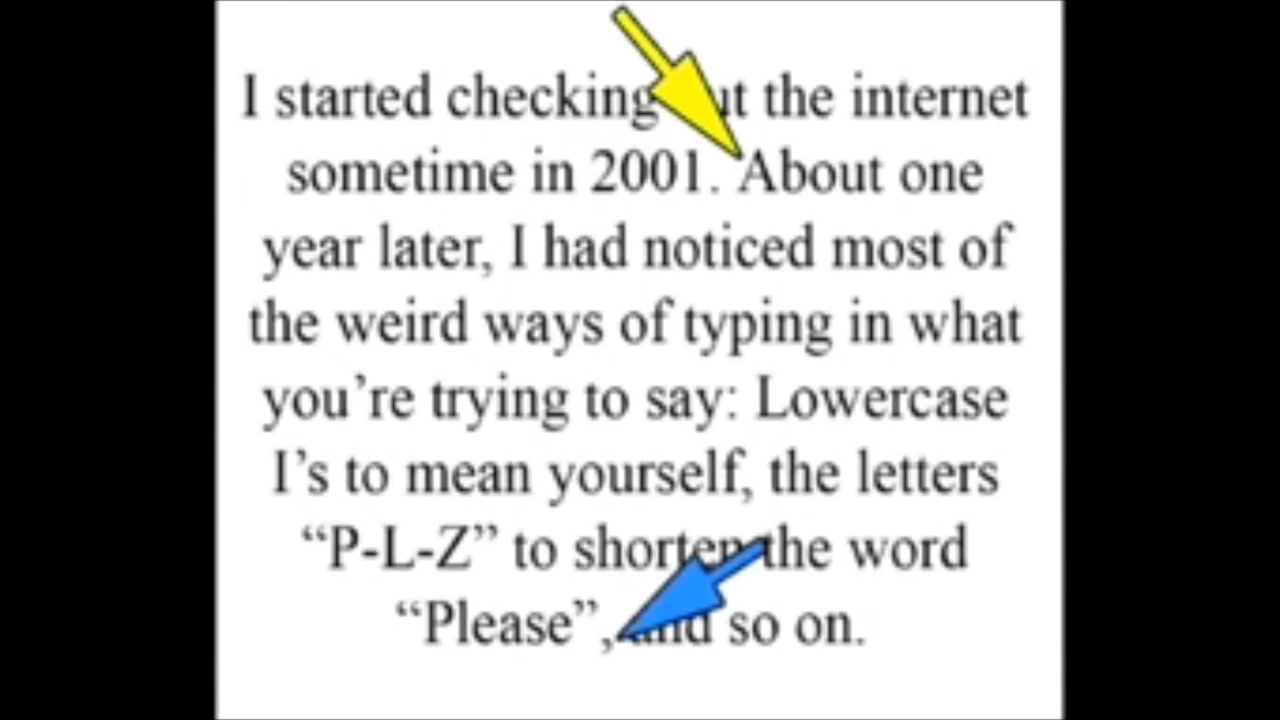 I started checking the internet
sometime in 2001. About one
year later, I had noticed most of
the weird ways of typing in what
you’re trying to say: Lowercase
I’s to mean yourself, the letters
“P-L-Z” to shorten the word
“Please”, and so on.